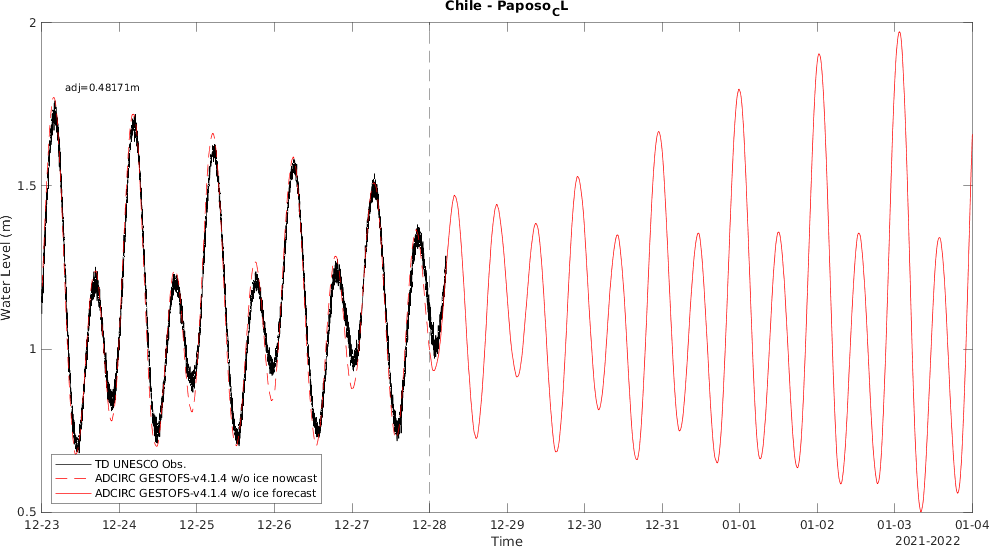 Chile - Paposo_CL
2
adj=0.48171m
1.5
Water Level (m)
1
TD UNESCO Obs.
ADCIRC GESTOFS-v4.1.4 w/o ice nowcast
ADCIRC GESTOFS-v4.1.4 w/o ice forecast
0.5
12-23 12-24 12-25 12-26 12-27 12-28 12-29 12-30 12-31 01-01 01-02 01-03 01-04
Time
2021-2022